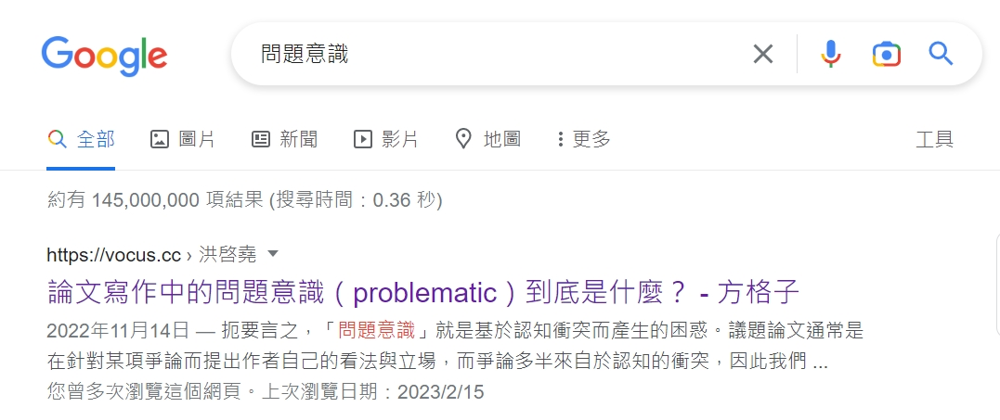 Google 問題意識
全部 圖片 新聞 影片 地圖 更多 工具
約有 145,000,000 項結果 (搜尋時間：0.36 秒)
https://vocus.cc › 洪啓堯
論文寫作中的問題意識（problematic）到底是什麼？ - 方格子
2022年11月14日 — 扼要言之，「問題意識」就是基於認知衝突而產生的困惑。議題論文通常是
在針對某項爭論而提出作者自己的看法與立場，而爭論多半來自於認知的衝突，因此我們 ...
您曾多次瀏覽這個網頁。上次瀏覽日期：2023/2/15